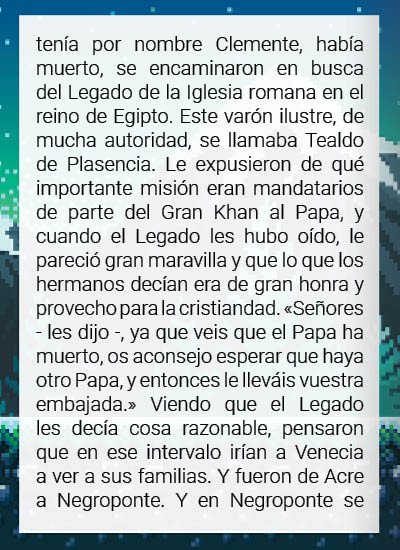 tenía por nombre Clemente, había
muerto, se encaminaron en busca
del Legado de la Iglesia romana en el
reino de Egipto. Este varón ilustre, de
mucha autoridad, se llamaba Tealdo
de Plasencia. Le expusieron de qué
importante misión eran mandatarios
de parte del Gran Khan al Papa, y
cuando el Legado les hubo oído, le
pareció gran maravilla y que lo que los
hermanos decían era de gran honra y
provecho para la cristiandad. «Señores
- les dijo -, ya que veis que el Papa ha
muerto, os aconsejo esperar que haya
otro Papa, y entonces le lleváis vuestra
embajada.» Viendo que el Legado
les decía cosa razonable, pensaron
que en ese intervalo irían a Venecia
a ver a sus familias. Y fueron de Acre
a Negroponte. Y en Negroponte se